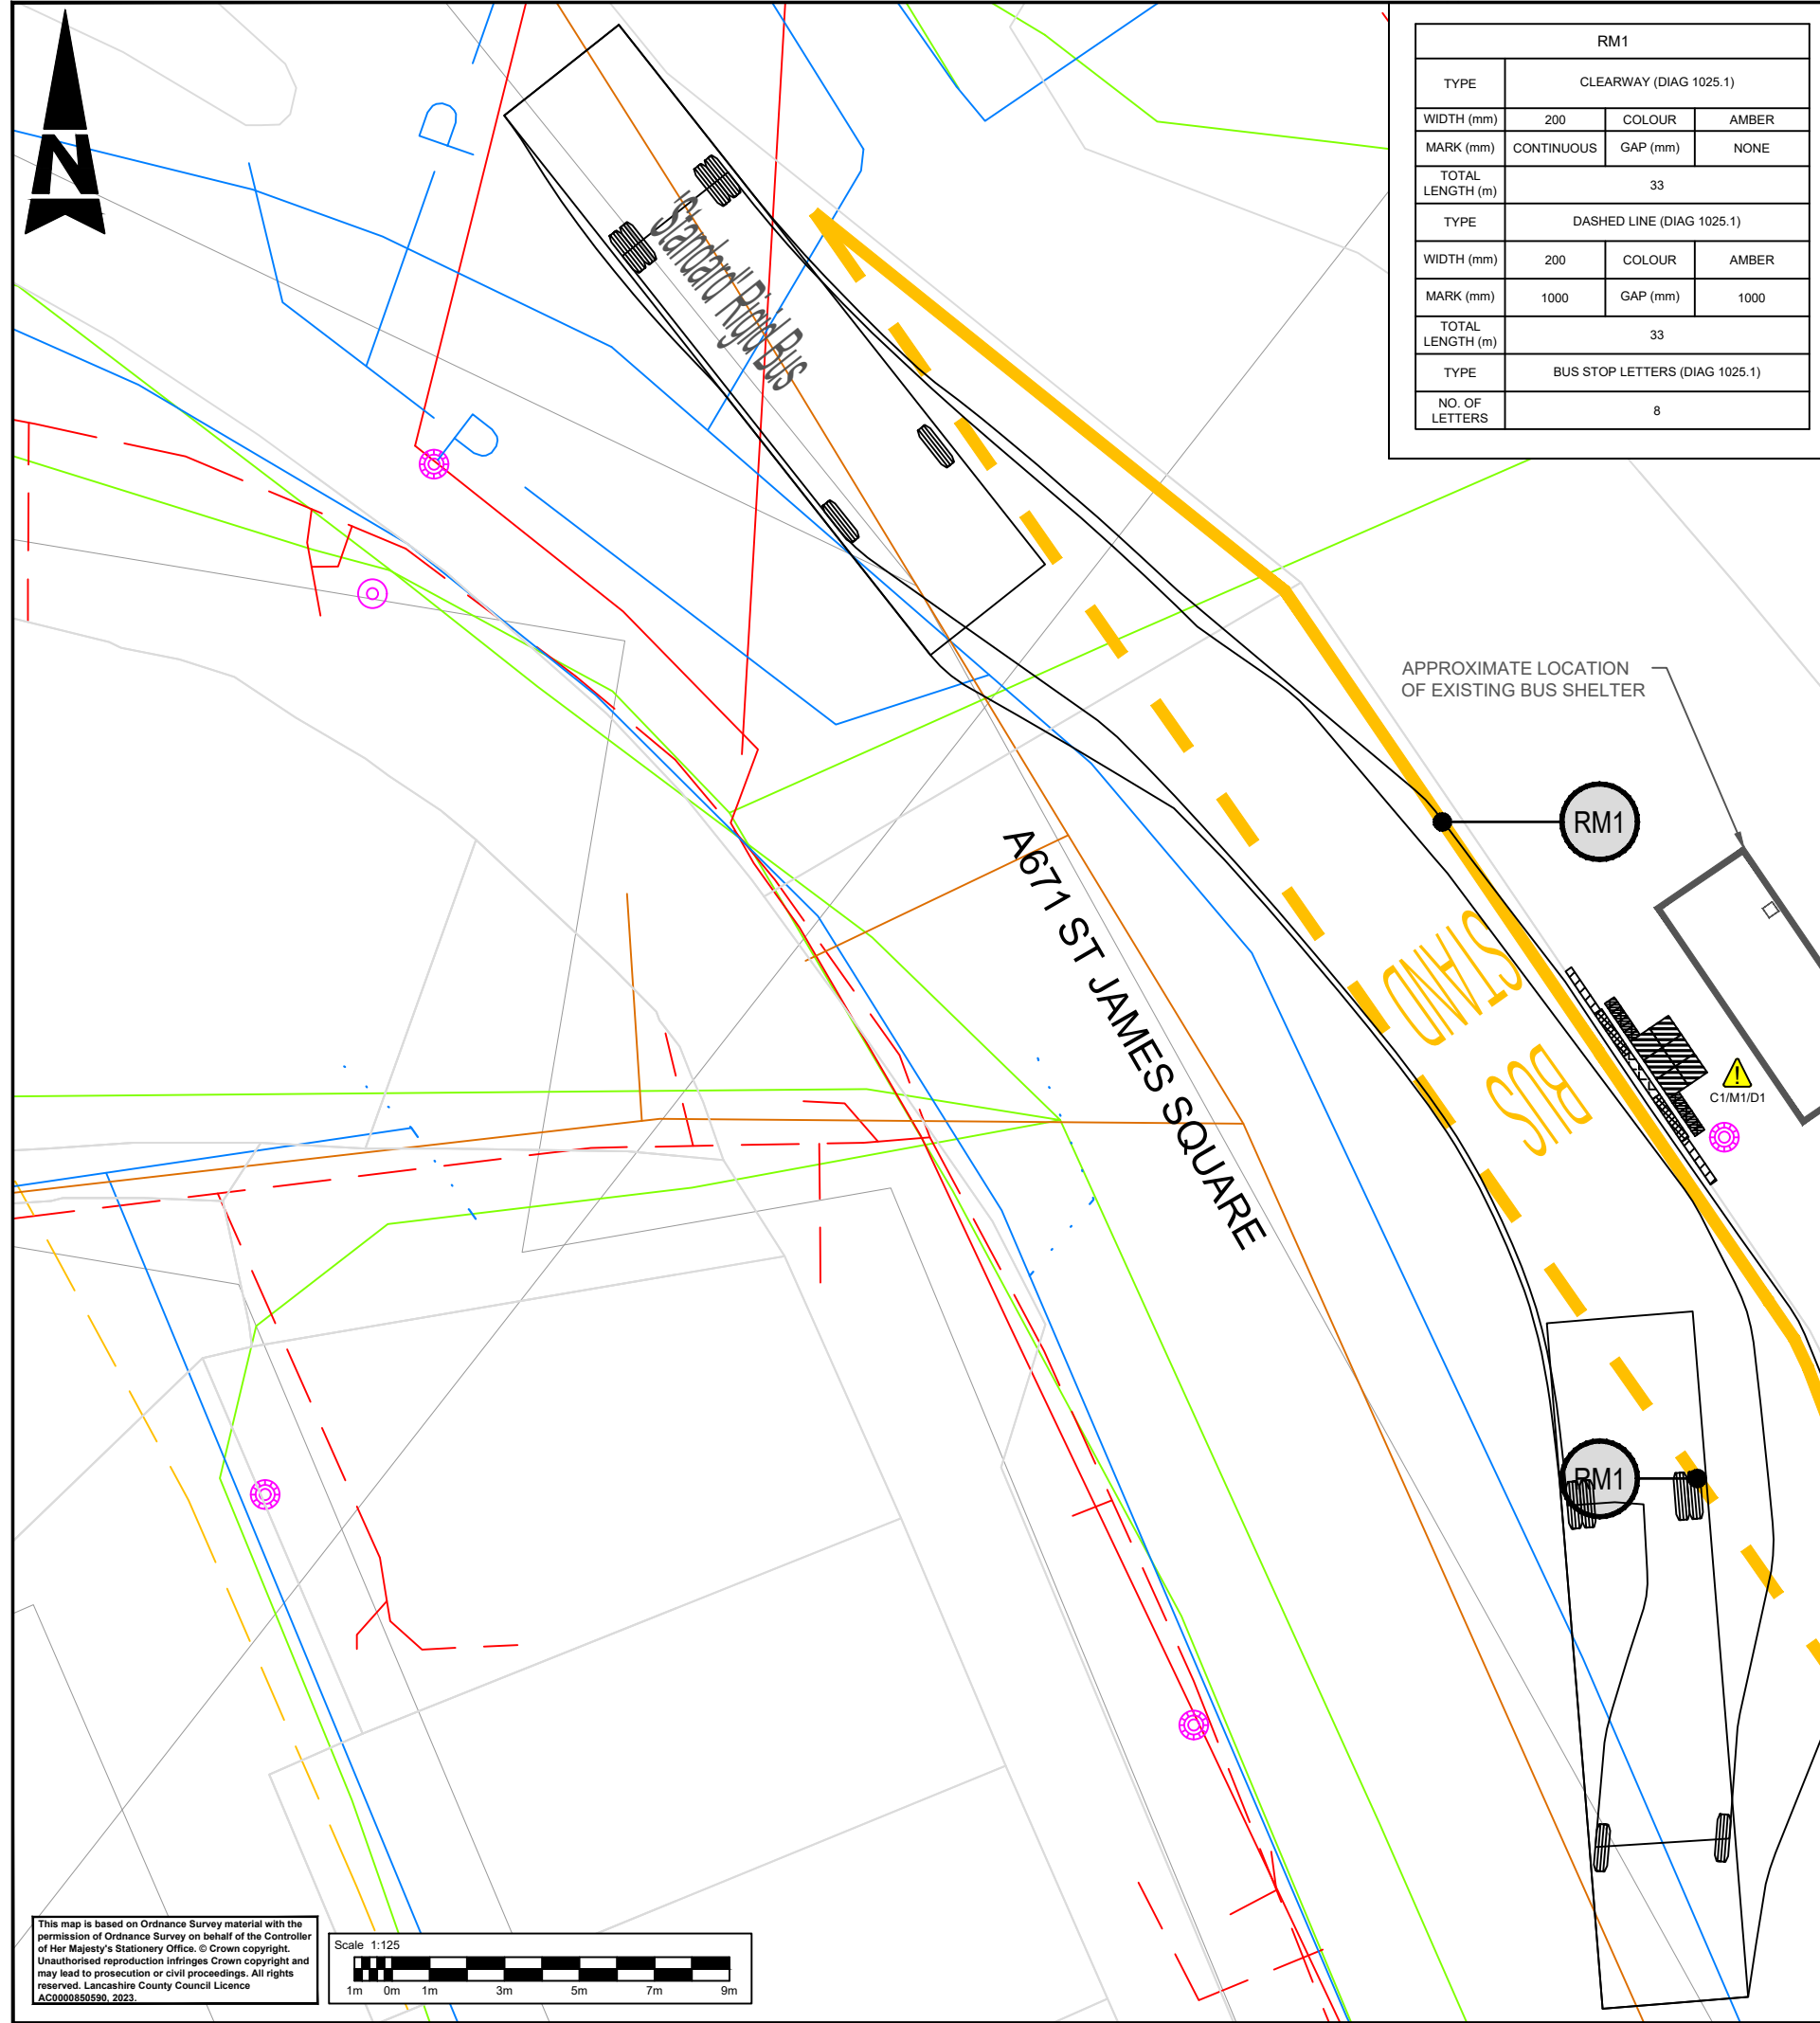 N
RM1
TYPE CLEARWAY (DIAG 1025.1)
WIDTH (mm) 200 COLOUR AMBER
MARK (mm) CONTINUOUS GAP (mm) NONE
TOTAL
LENGTH (m) 33
TYPE DASHED LINE (DIAG 1025.1)
WIDTH (mm) 200 COLOUR AMBER
MARK (mm) 1000 GAP (mm) 1000
TOTAL
LENGTH (m) 33
TYPE BUS STOP LETTERS (DIAG 1025.1)
NO. OF
LETTERS 8
P
P
Standard Rigid Bus
APPROXIMATE LOCATION
OF EXISTING BUS SHELTER
RM1
A671 ST JAMES SQUARE
BUS
STAND
C1/M1/D1
RM1
This map is based on Ordnance Survey material with the
permission of Ordnance Survey on behalf of the Controller
of Her Majesty's Stationery Office. © Crown copyright.
Unauthorised reproduction infringes Crown copyright and
may lead to prosecution or civil proceedings. All rights
reserved. Lancashire County Council Licence
AC0000850590, 2023.
Scale 1:125
1m 0m 1m 3m 5m 7m 9m